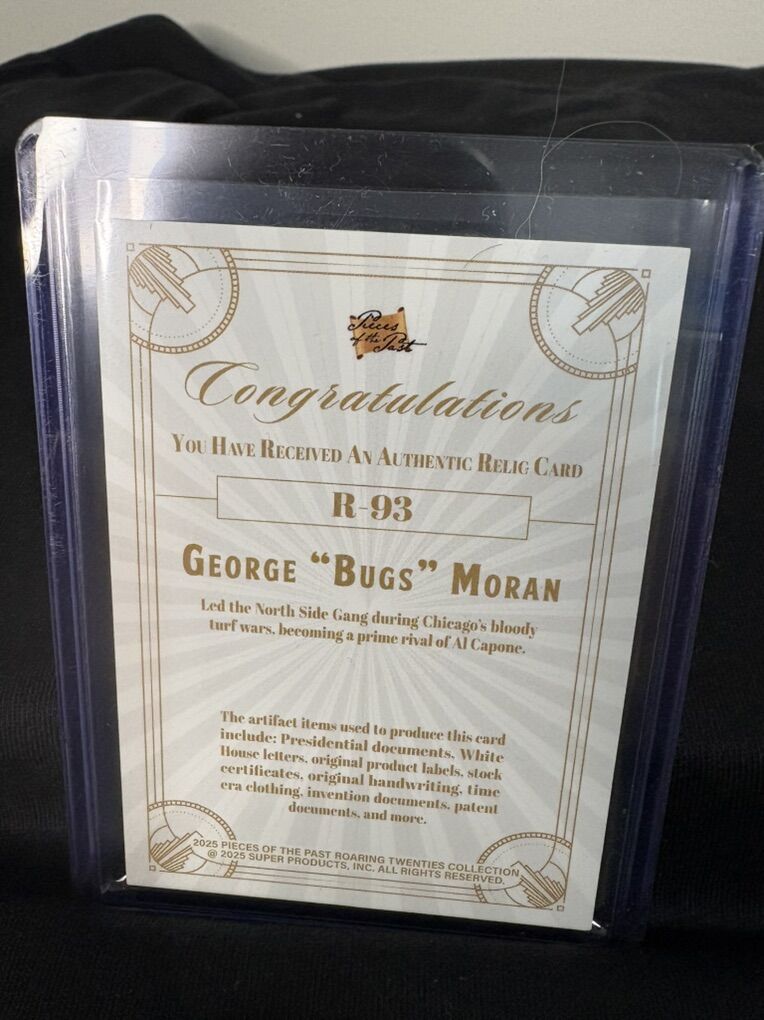 Pieces
of the Past
Congratulations
You Have Received An Authentic Relig Card
R-93
George "Bugs" Moran
Led the North Side Gang during Chicago's bloody
turf wars, becoming a prime rival of Al Capone.
The artifact items used to produce this card
include: Presidential documents, White
House letters, original product labels, stock
certificates, original handwriting, time
era clothing, invention documents, patent
documents, and more.
2025 PIECES OF THE PAST ROARING TWENTIES COLLECTION
@ 2025 SUPER PRODUCTS, INC. ALL RIGHTS RESERVED.